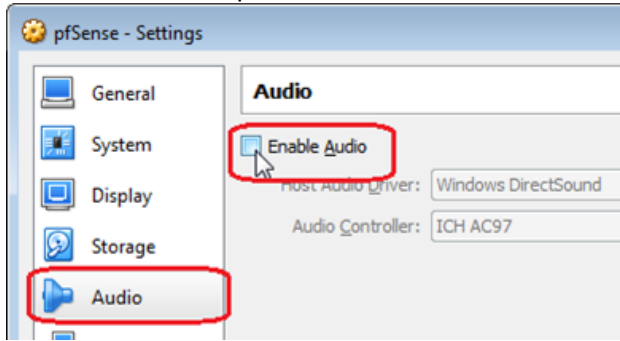 pfSense - Settings
General
System
Display
Storage
Audio
Audio
Enable Audio
Host Audio Driver: Windows DirectSound
Audio Controller: ICH AC97